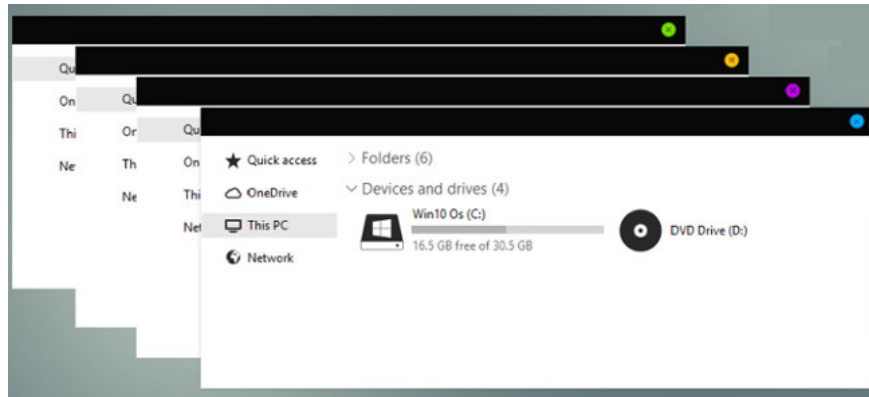 Qu
On
Thi
Ne
Qu
Or
Th
Ne
Qu
On
Thi
Net
Quick access
OneDrive
This PC
Network
Folders (6)
Devices and drives (4)
Win10 Os (C:)
16.5 GB free of 30.5 GB
DVD Drive (D:)